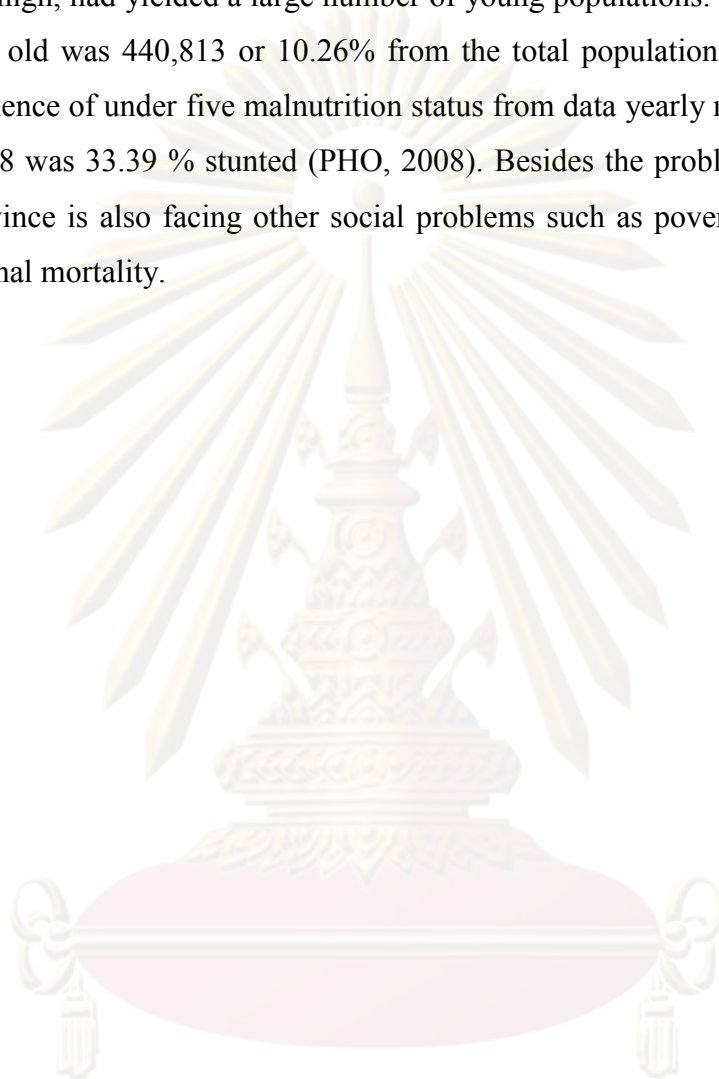 high, had yielded a large number of young populations.
old was 440,813 or 10.26% from the total population
lence of under five malnutrition status from data yearly
8 was 33.39 % stunted (PHO, 2008). Besides the probl
vince is also facing other social problems such as pover
nal mortality.